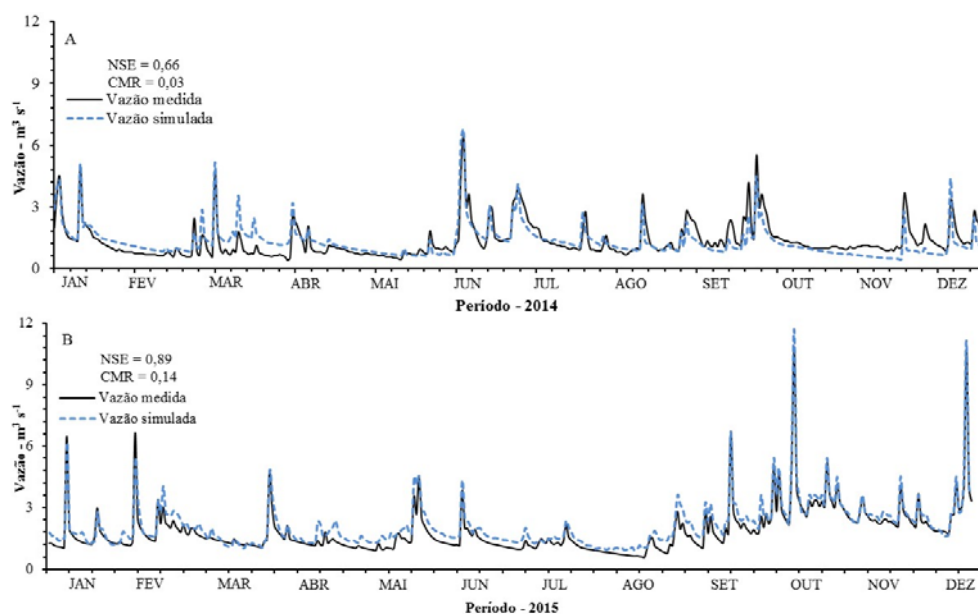 12
A
NSE = 0,66
CMR = 0,03
Vazão medida
Vazão simulada
9
6
3
0
Vazão - m³ s⁻¹
JAN FEV MAR ABR MAI JUN JUL AGO SET OUT NOV DEZ
Período - 2014
12
B
NSE = 0,89
CMR = 0,14
Vazão medida
Vazão simulada
9
6
3
0
Vazão - m³ s⁻¹
JAN FEV MAR ABR MAI JUN JUL AGO SET OUT NOV DEZ
Período - 2015